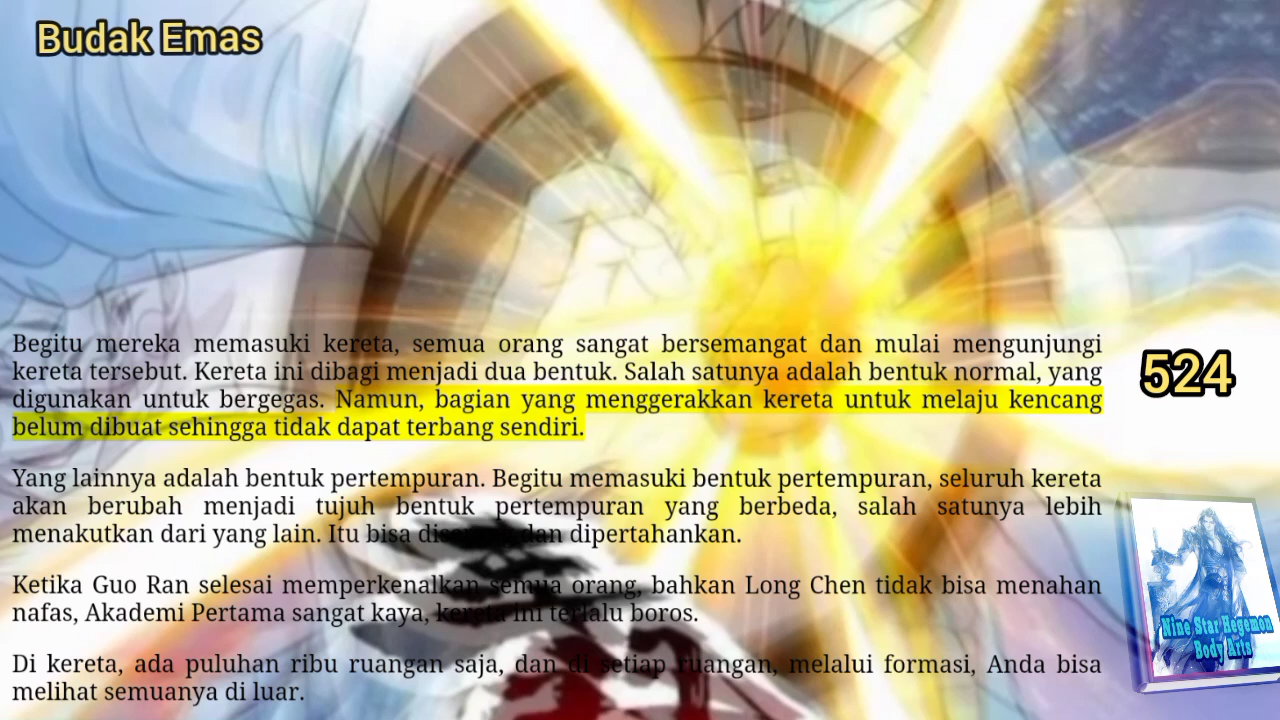 Budak Emas
Begitu mereka memasuki kereta, semua orang sangat bersemangat dan mulai mengunjungi
kereta tersebut. Kereta ini dibagi menjadi dua bentuk. Salah satunya adalah bentuk normal, yang
digunakan untuk bergegas. Namun, bagian yang menggerakkan kereta untuk melaju kencang
belum dibuat sehingga tidak dapat terbang sendiri.
524
Yang lainnya adalah bentuk pertempuran. Begitu memasuki bentuk pertempuran, seluruh kereta
akan berubah menjadi tujuh bentuk pertempuran yang berbeda, salah satunya lebih
menakutkan dari yang lain. Itu bisa dan dipertahankan.
Ketika Guo Ran selesai memperkenalkan semua orang, bahkan Long Chen tidak bisa menahan
nafas, Akademi Pertama sangat kaya, kereta ini terlalu boros.
Di kereta, ada puluhan ribu ruangan saja, dan di setiap ruangan, melalui formasi, Anda bisa
melihat semuanya di luar.
Nine Star Hegemon
Body Arts